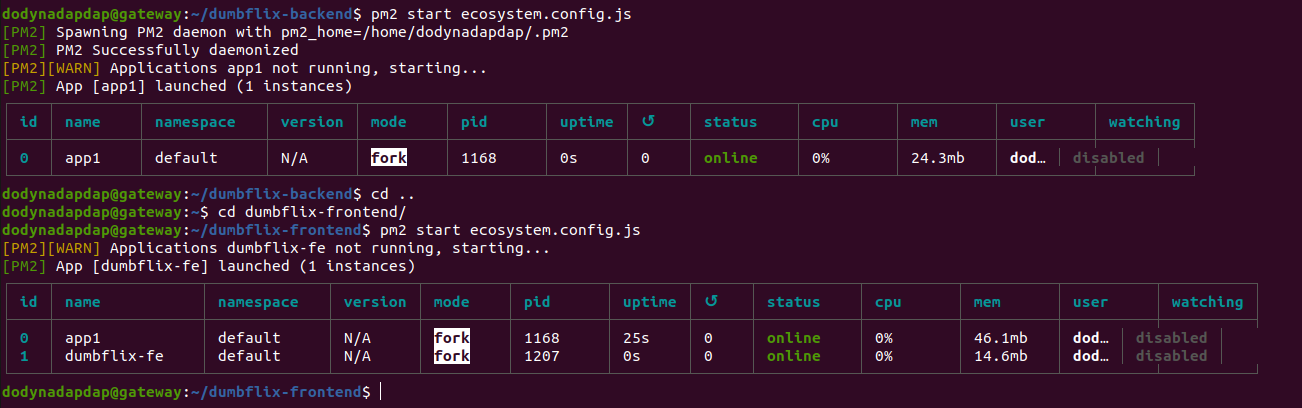 dodynadapdap@gateway:~/dumbflix-backend$ pm2 start ecosystem.config.js
[PM2] Spawning PM2 daemon with pm2_home=/home/dodynadapdap/.pm2
[PM2] PM2 Successfully daemonized
[PM2][WARN] Applications app1 not running, starting...
[PM2] App [app1] launched (1 instances)
id name namespace version mode pid uptime ↺ status cpu mem user watching
0 app1 default N/A fork 1168 0s 0 online 0% 24.3mb dod… disabled
dodynadapdap@gateway:~/dumbflix-backend$ cd ..
dodynadapdap@gateway:~$ cd dumbflix-frontend/
dodynadapdap@gateway:~/dumbflix-frontend$ pm2 start ecosystem.config.js
[PM2][WARN] Applications dumbflix-fe not running, starting...
[PM2] App [dumbflix-fe] launched (1 instances)
id name namespace version mode pid uptime ↺ status cpu mem user watching
0 app1 default N/A fork 1168 25s 0 online 0% 46.1mb dod… disabled
1 dumbflix-fe default N/A fork 1207 0s 0 online 0% 14.6mb dod… disabled
dodynadapdap@gateway:~/dumbflix-frontend$